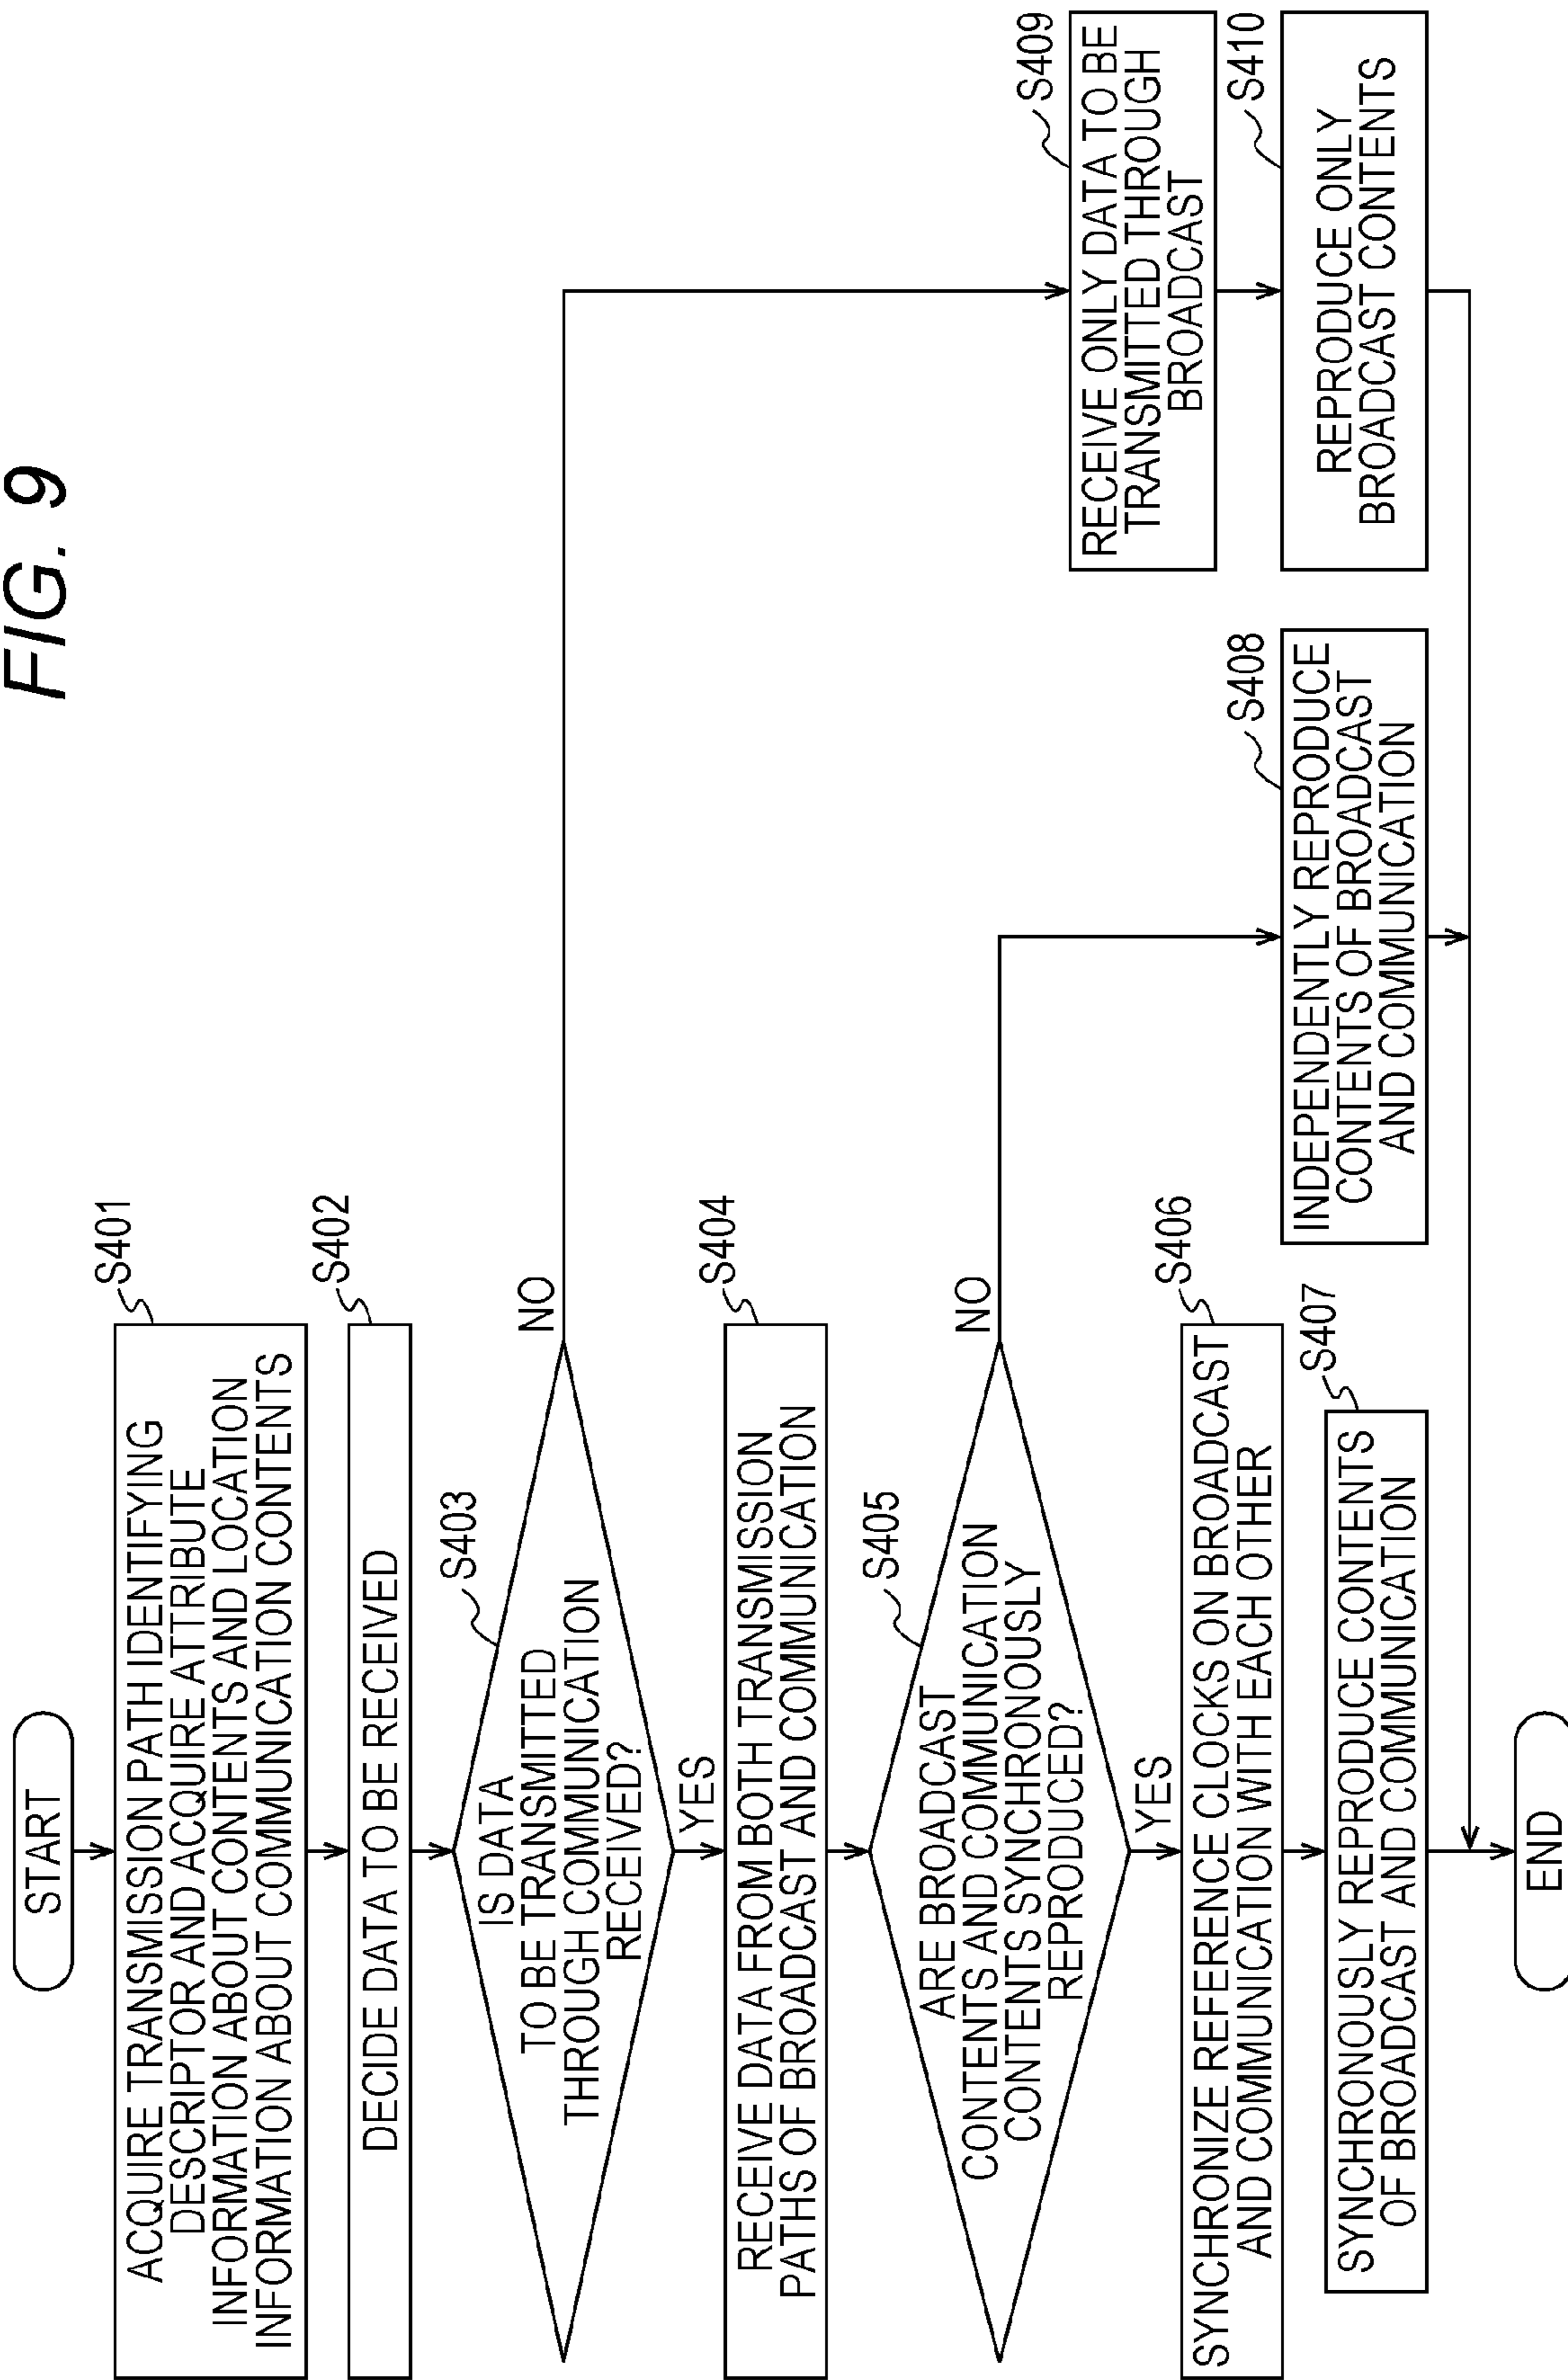 FIG. 9
START
S401
ACQUIRE TRANSMISSION PATH IDENTIFYING
DESCRIPTOR AND ACQUIRE ATTRIBUTE
INFORMATION ABOUT CONTENTS AND LOCATION
INFORMATION ABOUT COMMUNICATION CONTENTS
S402
DECIDE DATA TO BE RECEIVED
S403
IS DATA
TO BE TRANSMITTED
THROUGH COMMUNICATION
RECEIVED?
NO
YES
S404
RECEIVE DATA FROM BOTH TRANSMISSION
PATHS OF BROADCAST AND COMMUNICATION
S405
ARE BROADCAST
CONTENTS AND COMMUNICATION
CONTENTS SYNCHRONOUSLY
REPRODUCED?
NO
YES
S406
SYNCHRONIZE REFERENCE CLOCKS ON BROADCAST
AND COMMUNICATION WITH EACH OTHER
S407
SYNCHRONOUSLY REPRODUCE CONTENTS
OF BROADCAST AND COMMUNICATION
S408
INDEPENDENTLY REPRODUCE
CONTENTS OF BROADCAST
AND COMMUNICATION
S409
RECEIVE ONLY DATA TO BE
TRANSMITTED THROUGH
BROADCAST
S410
REPRODUCE ONLY
BROADCAST CONTENTS
END